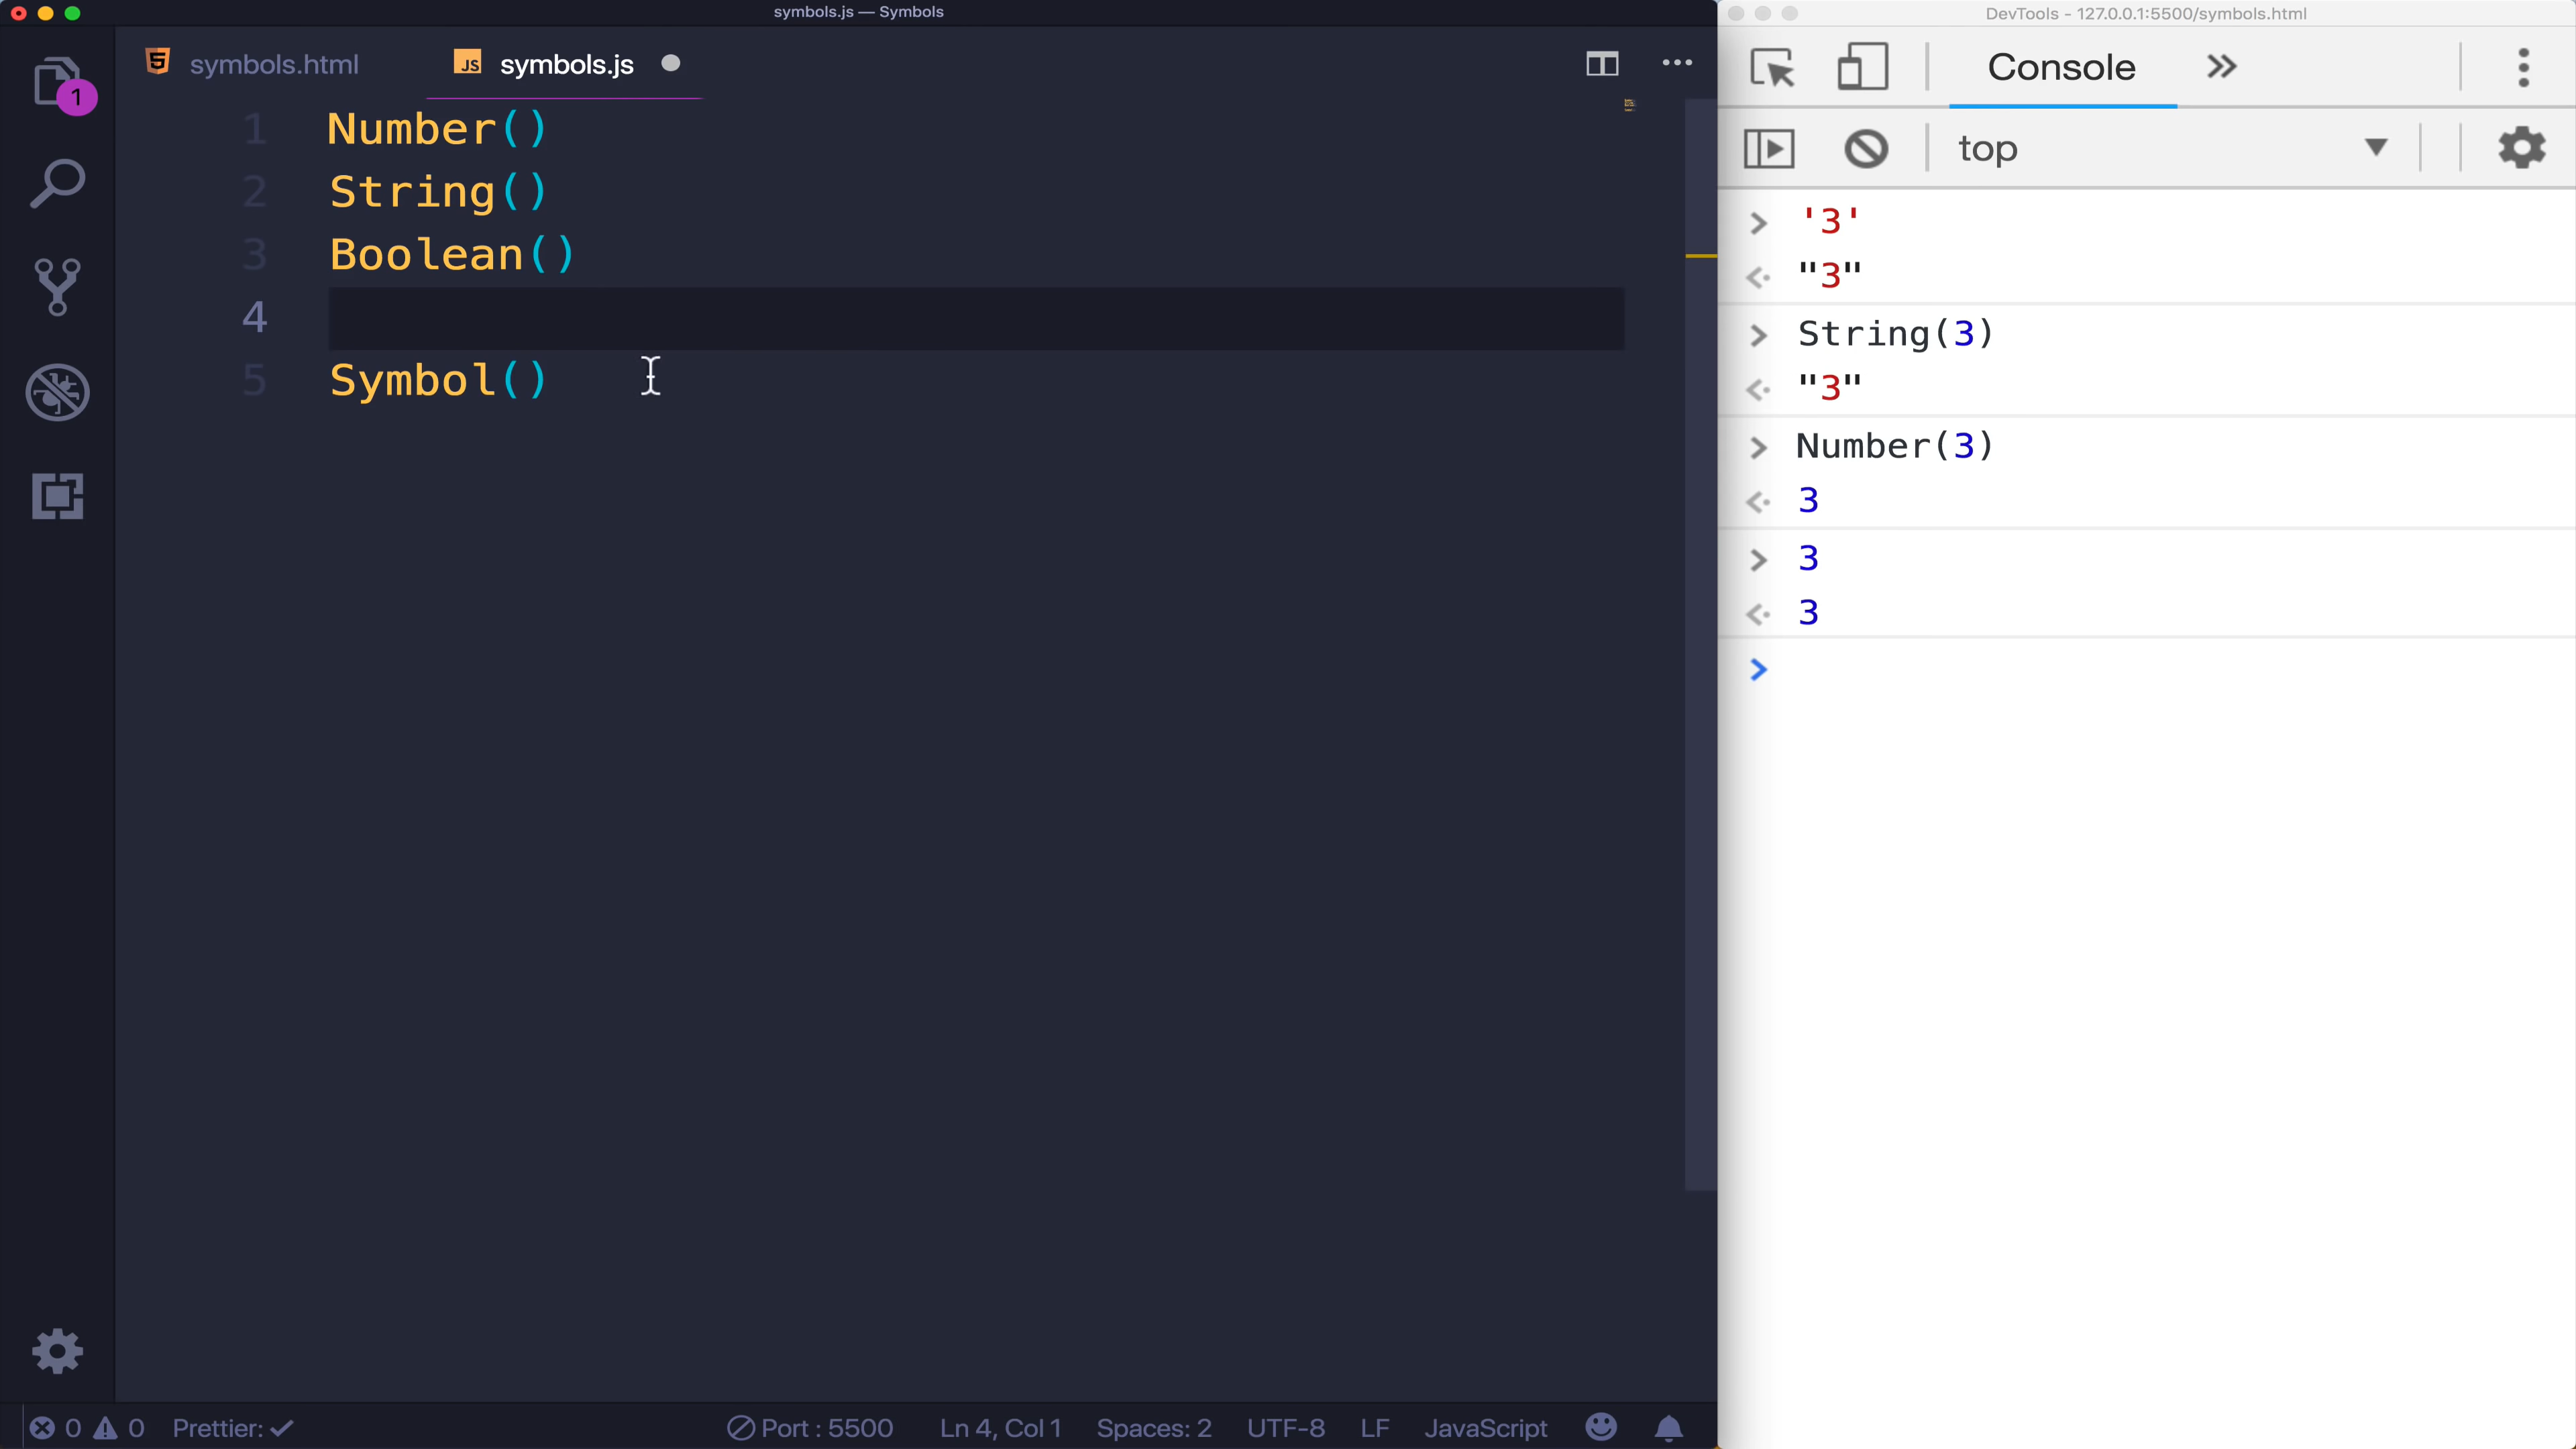 symbols.js — Symbols
symbols.html
JS symbols.js
1
1 Number()
2 String()
3 Boolean()
4
5 Symbol()
0 0 Prettier:
Port : 5500
Ln 4, Col 1
Spaces: 2
UTF-8
LF
JavaScript
DevTools - 127.0.0.1:5500/symbols.html
Console
top
> '3'
"3"
> String(3)
"3"
> Number(3)
3
> 3
3
>